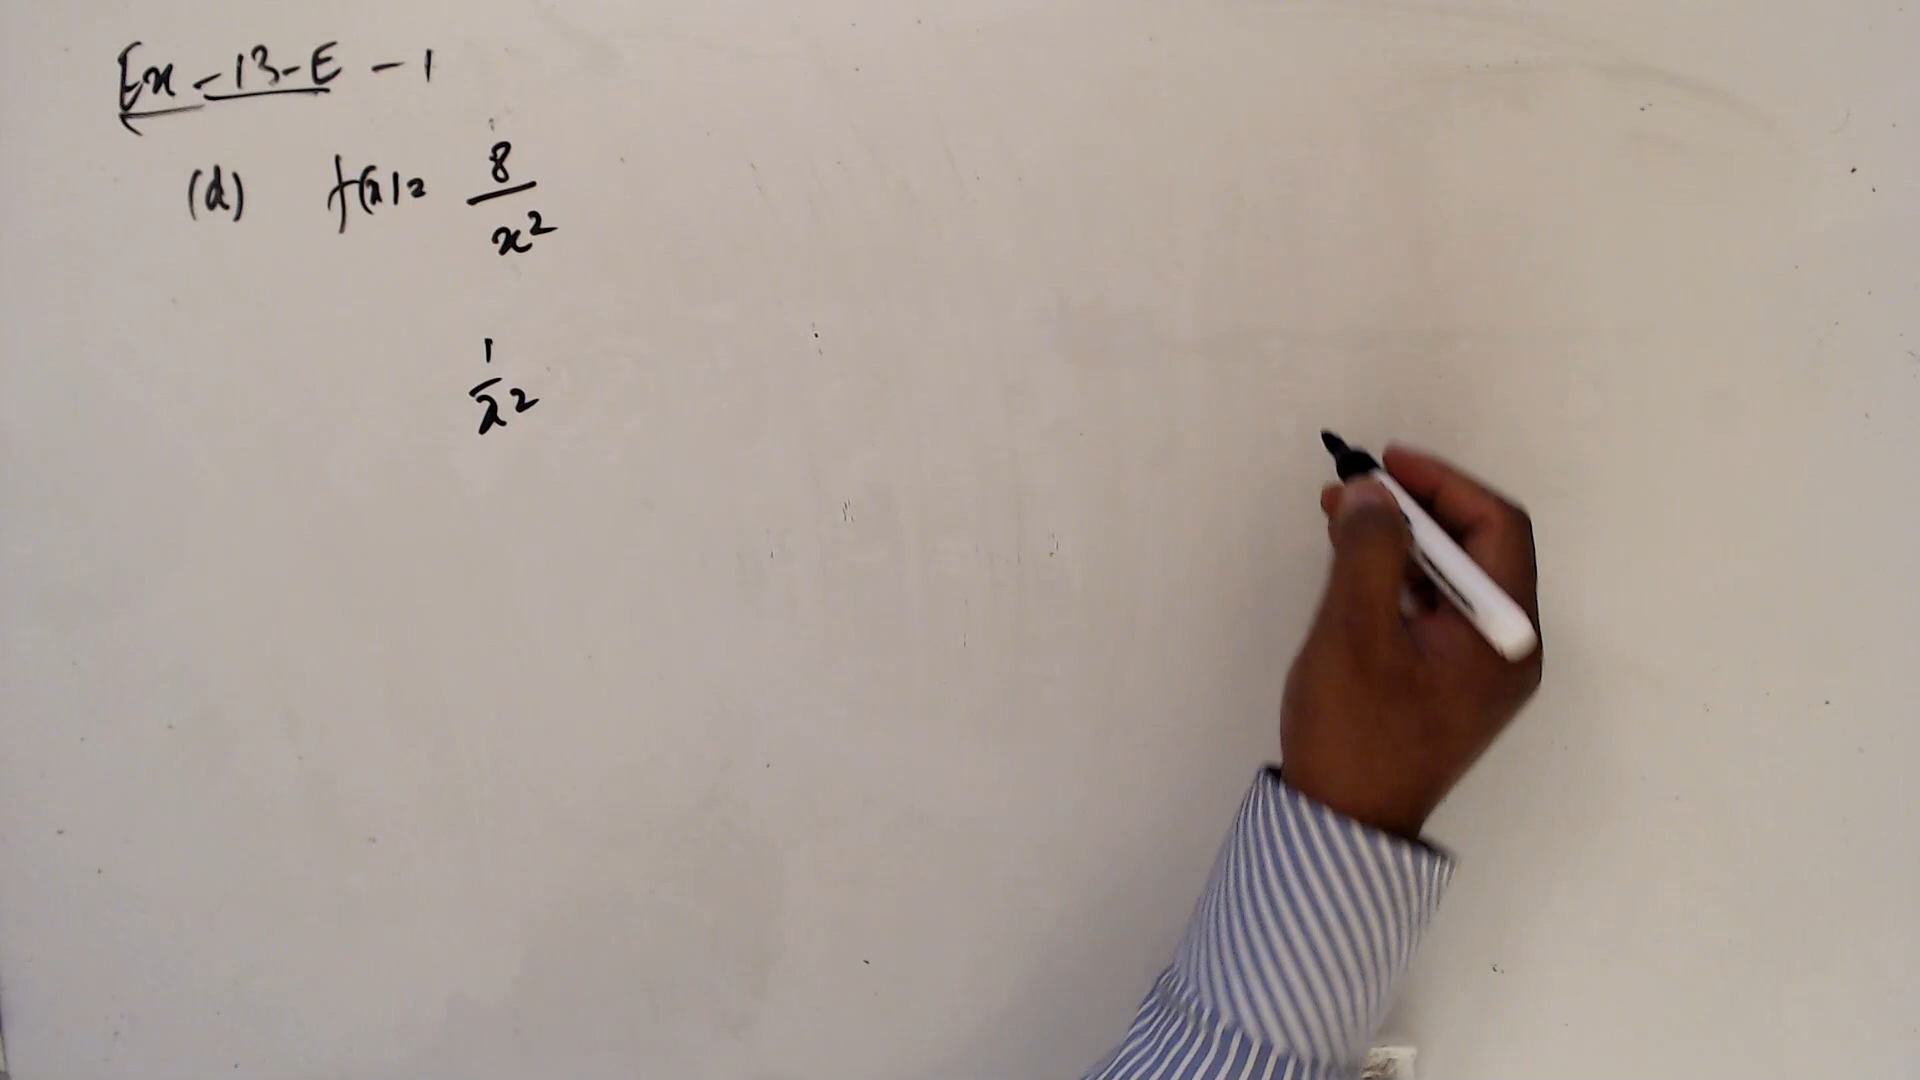 Ex - 13 - E - 1
(d) f(x) = 8/x²
1/x²